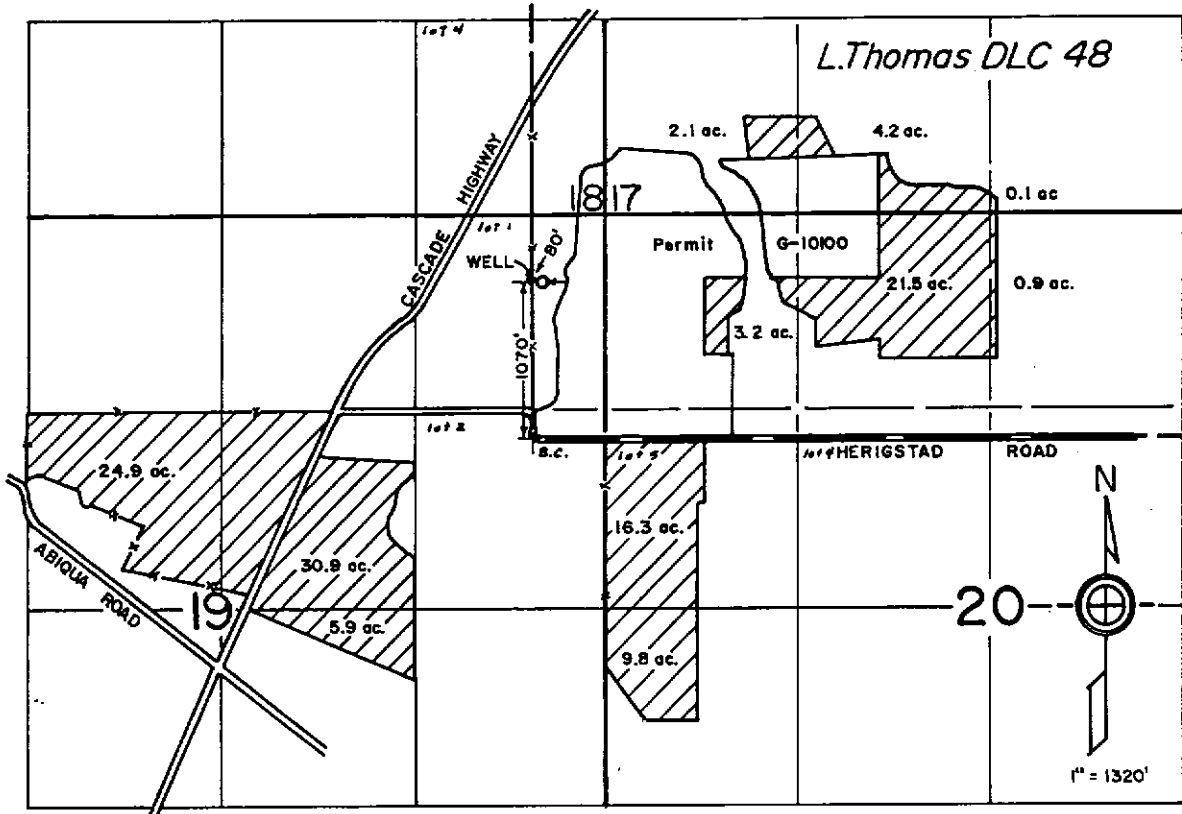 lot 4
L.Thomas DLC 48
2.1 ac.
4.2 ac.
CASCADE HIGHWAY
18 17
0.1 ac
lot 1
80'
Permit
G-10100
WELL
21.5 ac.
0.9 ac.
3.2 ac.
1070'
lot 2
S.C.
lot 5
lot 4
HERIGSTAD ROAD
24.9 ac.
N
16.3 ac.
30.9 ac.
ABIQUA ROAD
19
20
5.9 ac.
9.8 ac.
1" = 1320'